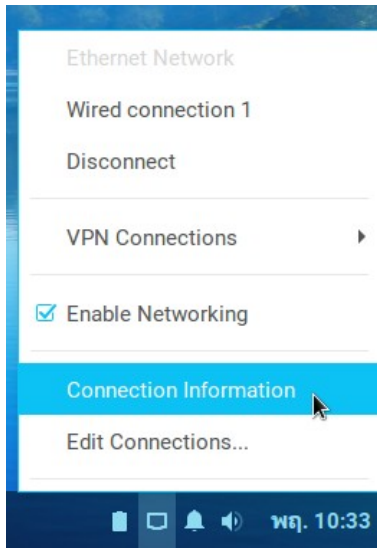 Ethernet Network
Wired connection 1
Disconnect
VPN Connections
Enable Networking
Connection Information
Edit Connections...
พฤ. 10:33